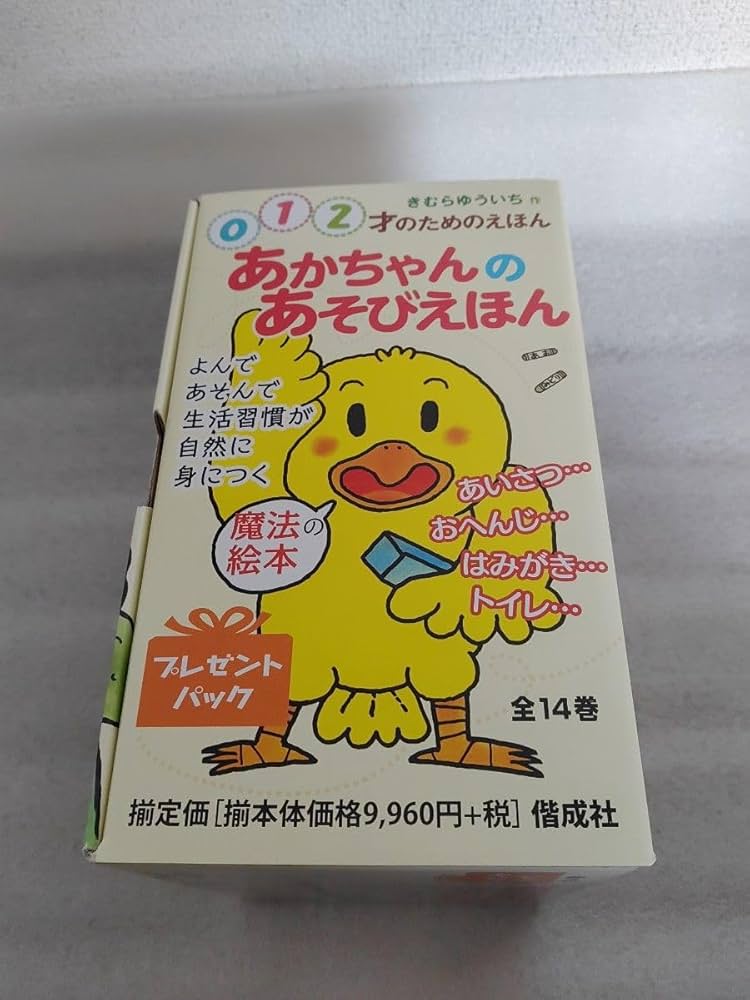 きむらゆういち 作
0 1 2 才のためのえほん
あかちゃんの
あそびえほん
よんで
あそんで
生活習慣が
自然に
身につく
魔法の
絵本
あいさつ…
おへんじ…
はみがき…
トイレ…
プレゼント
パック
全14巻
揃定価[揃本体価格9,960円+税] 偕成社